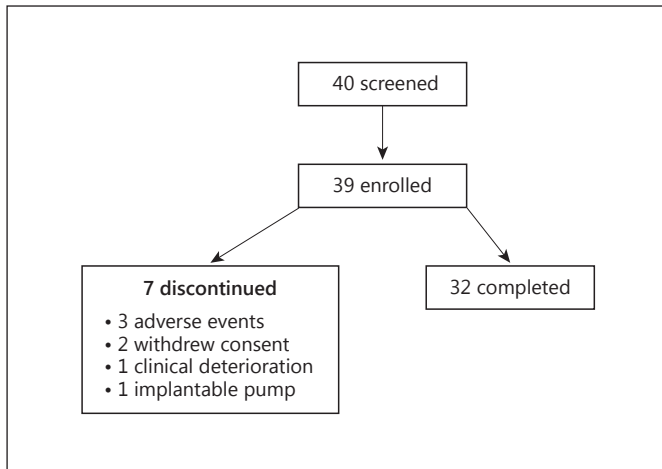 40 screened
39 enrolled
7 discontinued
• 3 adverse events
• 2 withdrew consent
• 1 clinical deterioration
• 1 implantable pump
32 completed